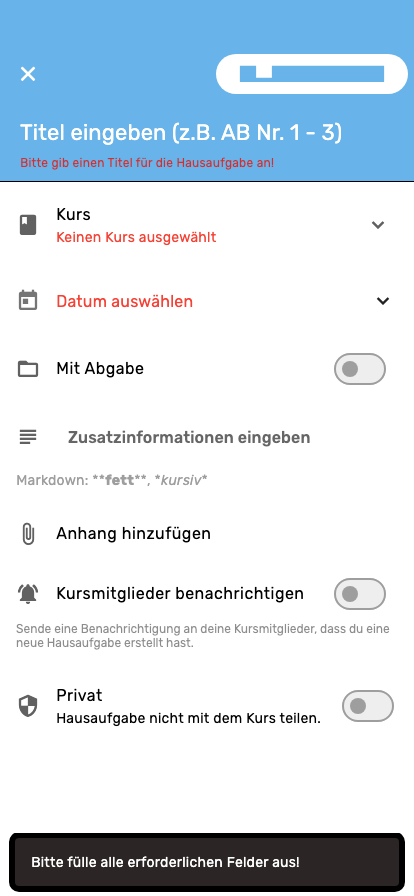 Titel eingeben (z.B. AB Nr. 1 - 3)
Bitte gib einen Titel für die Hausaufgabe an!
Kurs
Keinen Kurs ausgewählt
Datum auswählen
Mit Abgabe
Zusatzinformationen eingeben
Markdown: **fett**, *kursiv*
Anhang hinzufügen
Kursmitglieder benachrichtigen
Sende eine Benachrichtigung an deine Kursmitglieder, dass du eine
neue Hausaufgabe erstellt hast.
Privat
Hausaufgabe nicht mit dem Kurs teilen.
Bitte fülle alle erforderlichen Felder aus!